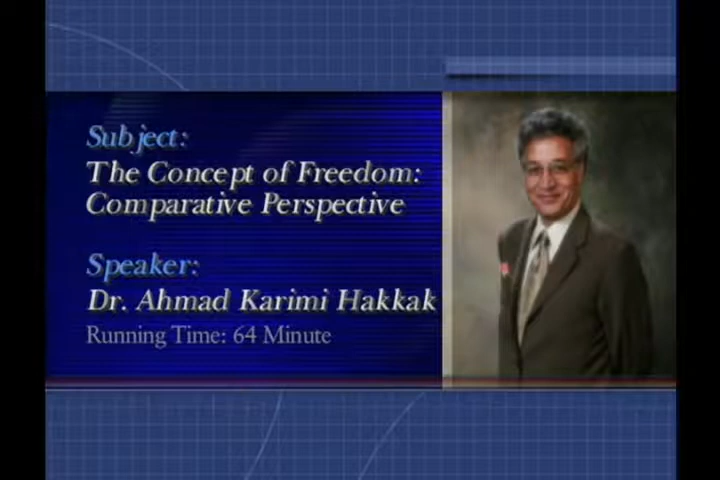 Subject:
The Concept of Freedom:
Comparative Perspective
Speaker:
Dr. Ahmad Karimi Hakkak
Running Time: 64 Minute